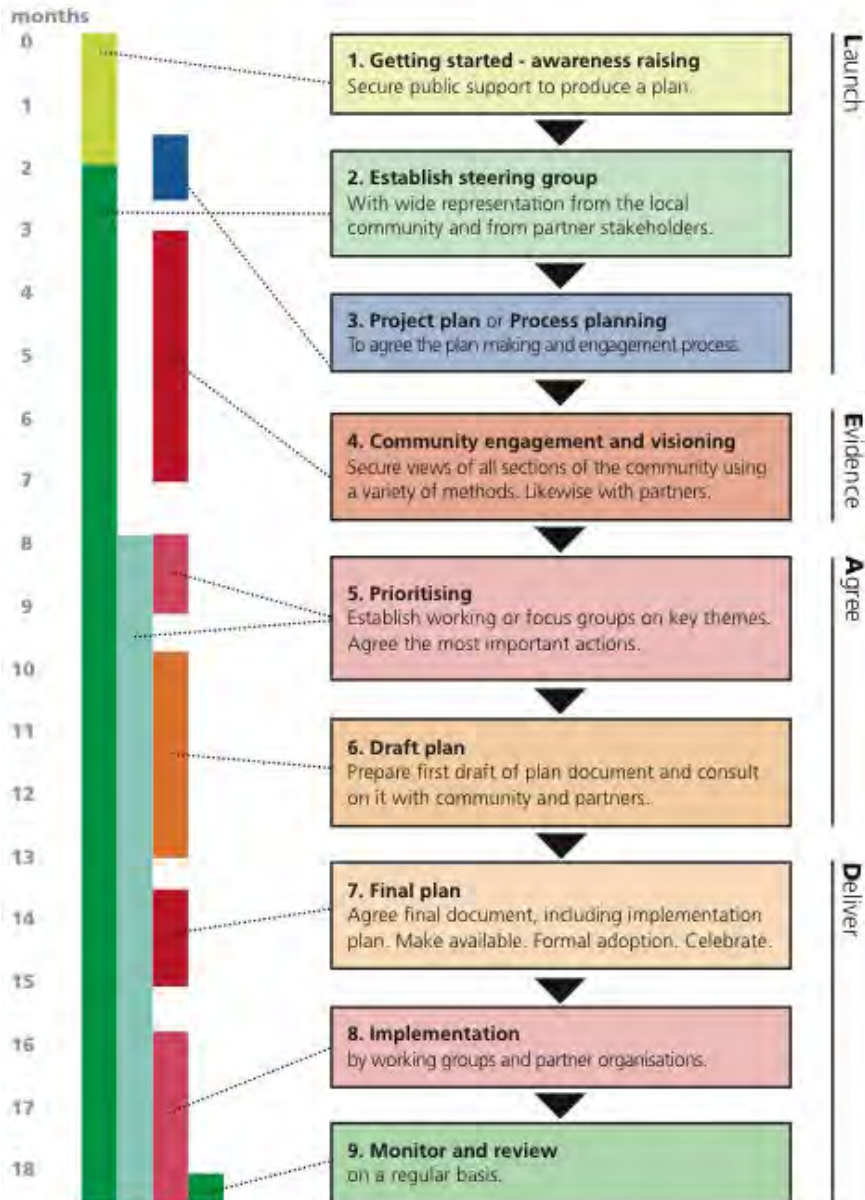 months
0
1
2
3
4
5
6
7
8
9
10
11
12
13
14
15
16
17
18
1. Getting started - awareness raising
Secure public support to produce a plan.
2. Establish steering group
With wide representation from the local
community and from partner stakeholders.
3. Project plan or Process planning
To agree the plan making and engagement process.
4. Community engagement and visioning
Secure views of all sections of the community using
a variety of methods. Likewise with partners.
5. Prioritising
Establish working or focus groups on key themes.
Agree the most important actions.
6. Draft plan
Prepare first draft of plan document and consult
on it with community and partners.
7. Final plan
Agree final document, including implementation
plan. Make available. Formal adoption. Celebrate.
8. Implementation
by working groups and partner organisations.
9. Monitor and review
on a regular basis.
Launch
Evidence
Agree
Deliver